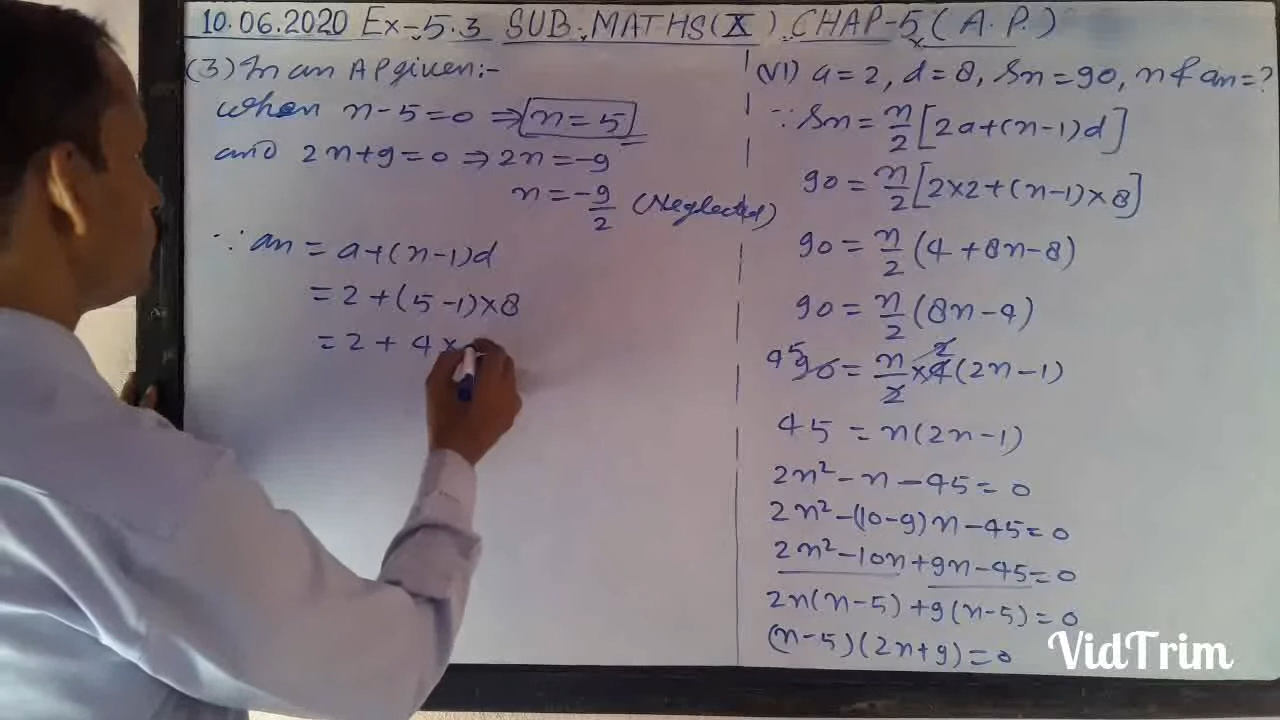 10.06.2020 Ex-5.3 SUB:MATHS(X), CHAP-5 (A.P.)
(3) In an AP given:-
when n-5=0 ⇒ n=5
and 2n+9=0 ⇒ 2n=-9
n=-9/2 (Neglected)
∵ an = a+(n-1)d
= 2+(5-1)×8
= 2+4×
(VI) a=2, d=8, Sn=90, n & an=?
∵ Sn = n/2[2a+(n-1)d]
90 = n/2[2×2+(n-1)×8]
90 = n/2(4+8n-8)
90 = n/2(8n-4)
45 90 = n/2×4 2(2n-1)
45 = n(2n-1)
2n²-n-45=0
2n²-(10-9)n-45=0
2n²-10n+9n-45=0
2n(n-5)+9(n-5)=0
(n-5)(2n+9)=0
VidTrim